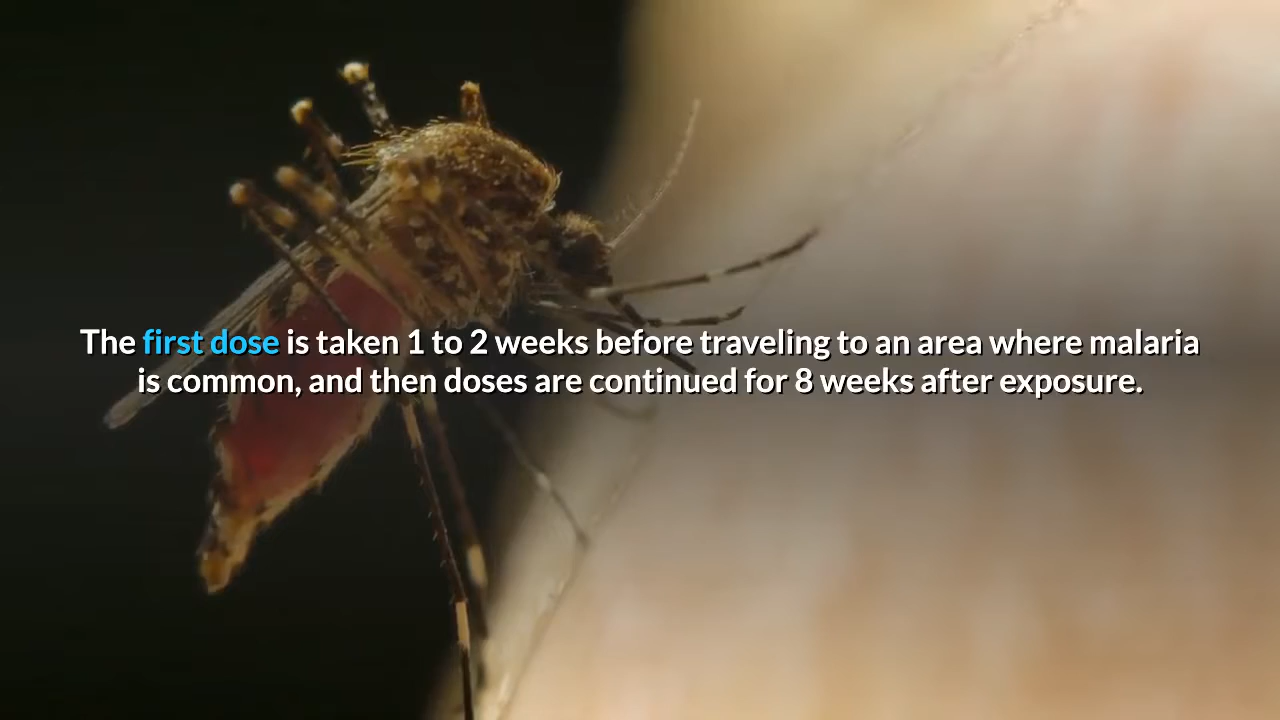 The first dose is taken 1 to 2 weeks before traveling to an area where malaria
is common, and then doses are continued for 8 weeks after exposure.